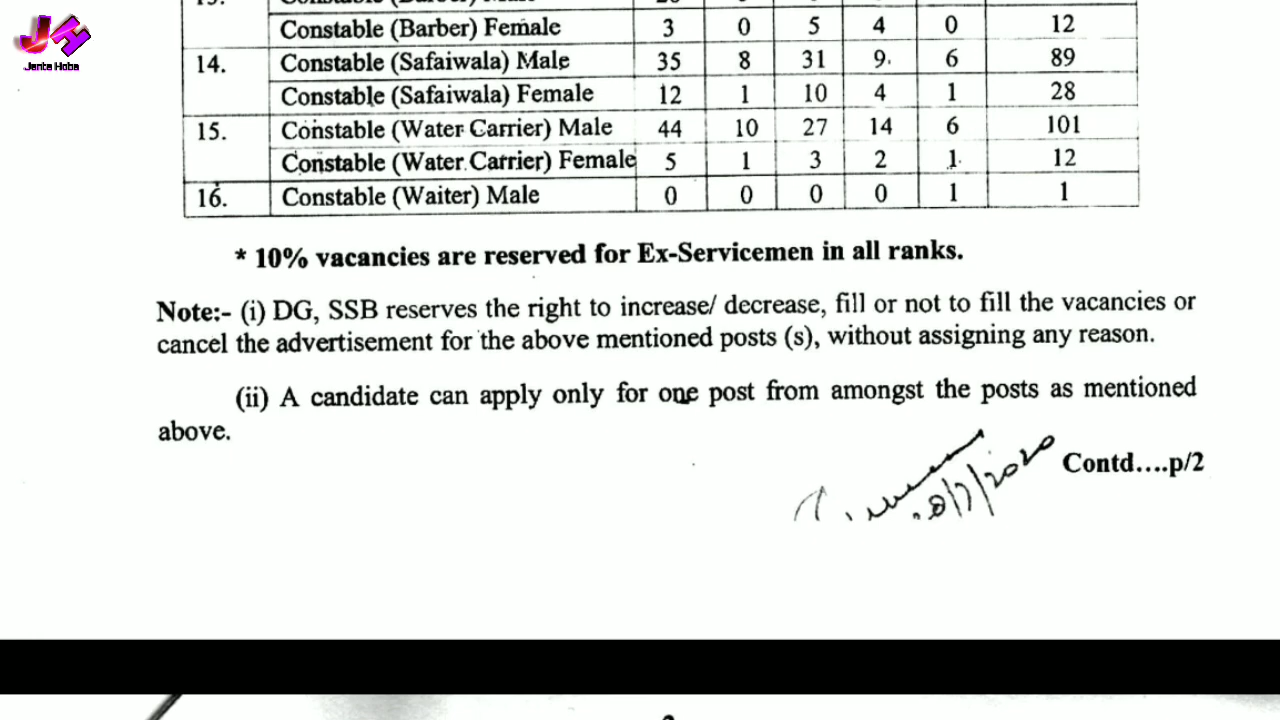 JH
Janta Hoba
Constable (Barber) Female 3 0 5 4 0 12
14. Constable (Safaiwala) Male 35 8 31 9 6 89
Constable (Safaiwala) Female 12 1 10 4 1 28
15. Constable (Water Carrier) Male 44 10 27 14 6 101
Constable (Water Carrier) Female 5 1 3 2 1 12
16. Constable (Waiter) Male 0 0 0 0 1 1
* 10% vacancies are reserved for Ex-Servicemen in all ranks.
Note:- (i) DG, SSB reserves the right to increase/ decrease, fill or not to fill the vacancies or
cancel the advertisement for the above mentioned posts (s), without assigning any reason.
(ii) A candidate can apply only for one post from amongst the posts as mentioned
above.
Contd....p/2